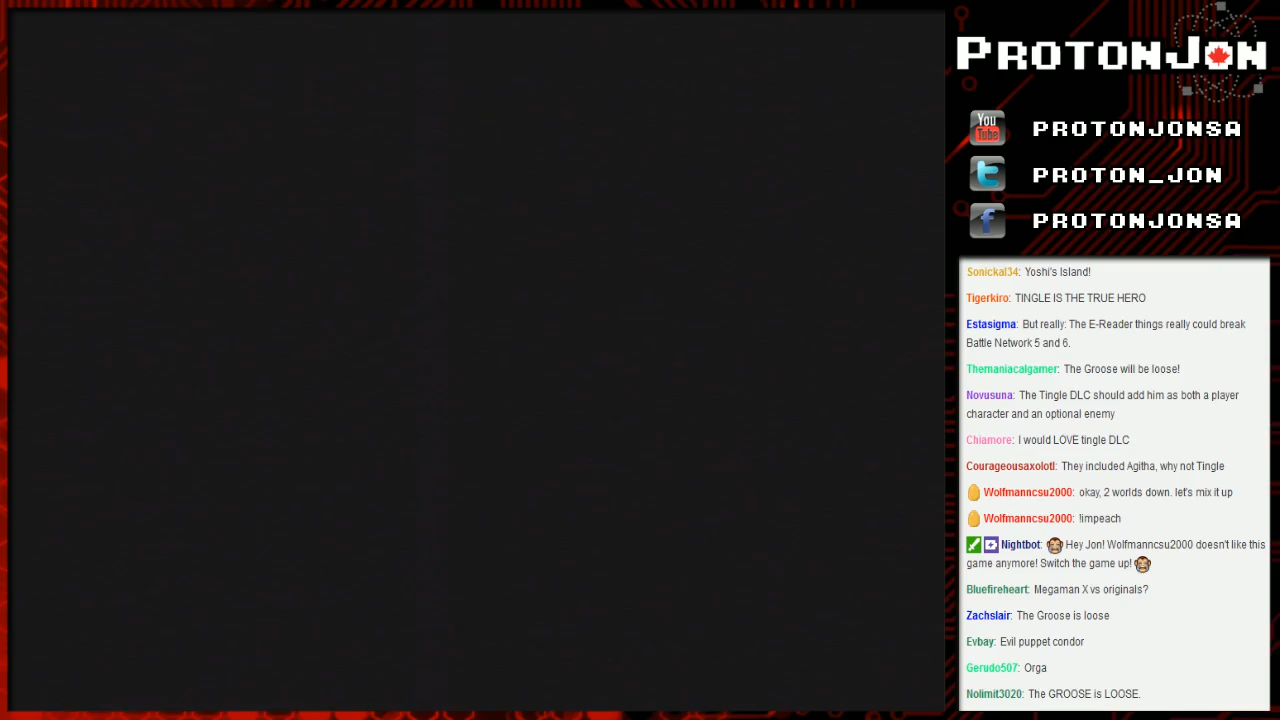 PROTONJON
You
Tube
PROTONJONSA
PROTON_JON
f
PROTONJONSA
Sonickal34: Yoshi's Island!
Tigerkiro: TINGLE IS THE TRUE HERO
Estasigma: But really: The E-Reader things really could break
Battle Network 5 and 6.
Themaniacalgamer: The Groose will be loose!
Novusuna: The Tingle DLC should add him as both a player
character and an optional enemy
Chiamore: I would LOVE tingle DLC
Courageousaxolotl: They included Agitha, why not Tingle
Wolfmanncsu2000: okay, 2 worlds down. let's mix it up
Wolfmanncsu2000: !impeach
Nightbot: Hey Jon! Wolfmanncsu2000 doesn't like this
game anymore! Switch the game up!
Bluefireheart: Megaman X vs originals?
Zachslair: The Groose is loose
Evbay: Evil puppet condor
Gerudo507: Orga
Nolimit3020: The GROOSE is LOOSE.